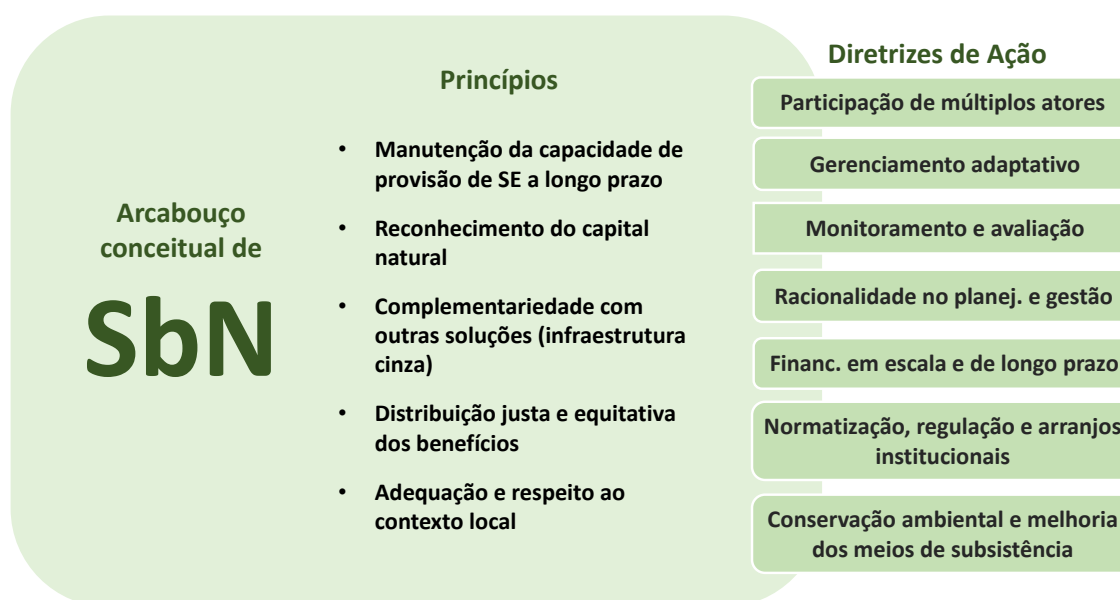 Arcabouço
conceitual de
SbN
Princípios
• Manutenção da capacidade de
provisão de SE a longo prazo
• Reconhecimento do capital
natural
• Complementariedade com
outras soluções (infraestrutura
cinza)
• Distribuição justa e equitativa
dos benefícios
• Adequação e respeito ao
contexto local
Diretrizes de Ação
Participação de múltiplos atores
Gerenciamento adaptativo
Monitoramento e avaliação
Racionalidade no planej. e gestão
Financ. em escala e de longo prazo
Normatização, regulação e arranjos
institucionais
Conservação ambiental e melhoria
dos meios de subsistência